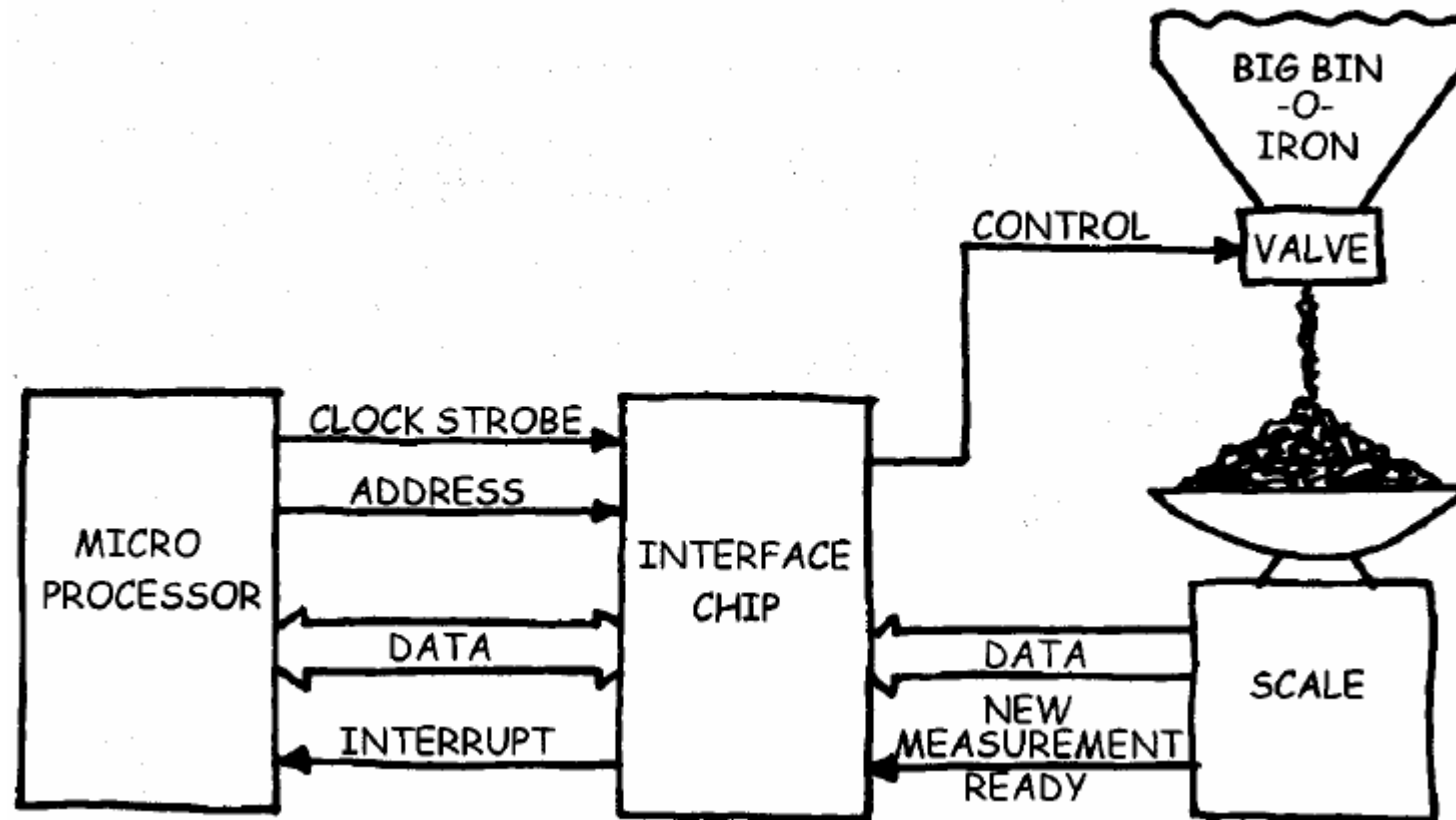 BIG BIN
-O-
IRON
CONTROL
VALVE
CLOCK STROBE
ADDRESS
MICRO
PROCESSOR
INTERFACE
CHIP
DATA
DATA
SCALE
INTERRUPT
NEW
MEASUREMENT
READY